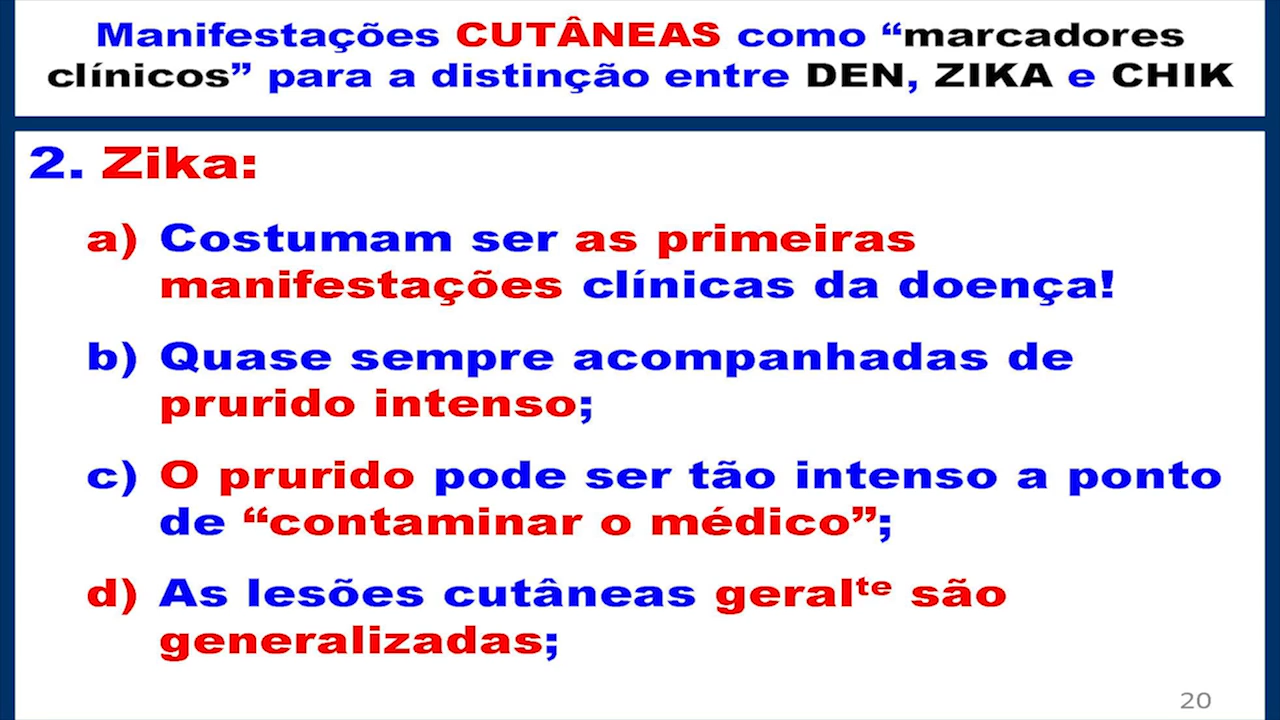 Manifestações CUTÂNEAS como “marcadores
clínicos” para a distinção entre DEN, ZIKA e CHIK
2. Zika:
a) Costumam ser as primeiras
manifestações clínicas da doença!
b) Quase sempre acompanhadas de
prurido intenso;
c) O prurido pode ser tão intenso a ponto
de “contaminar o médico”;
d) As lesões cutâneas geralᵗᵉ são
generalizadas;
20